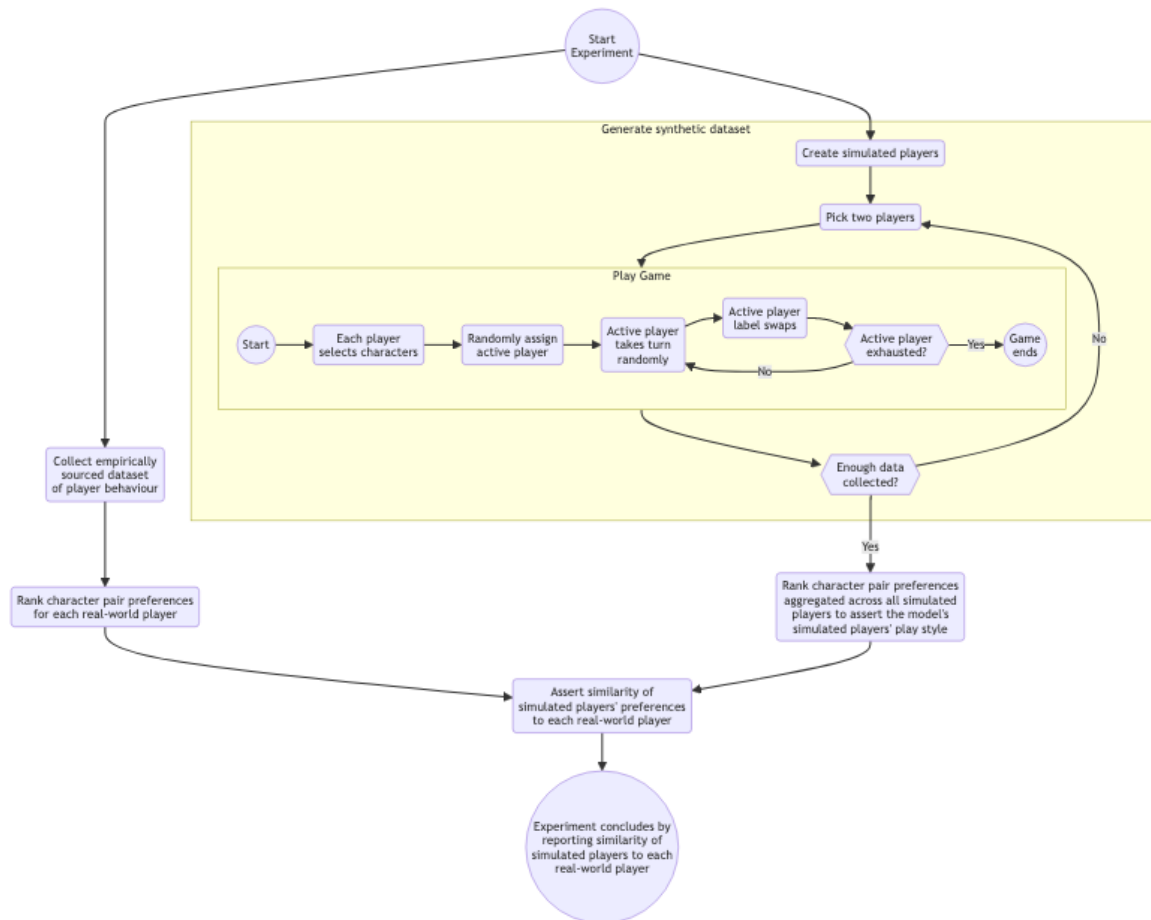 Start
Experiment
Generate synthetic dataset
Create simulated players
Pick two players
Play Game
Start
Each player
selects characters
Randomly assign
active player
Active player
takes turn
randomly
Active player
label swaps
Active player
exhausted?
Yes
Game
ends
No
No
Collect empirically
sourced dataset
of player behaviour
Enough data
collected?
Yes
Rank character pair preferences
for each real-world player
Rank character pair preferences
aggregated across all simulated
players to assert the model's
simulated players' play style
Assert similarity of
simulated players' preferences
to each real-world player
Experiment concludes by
reporting similarity of
simulated players to each
real-world player